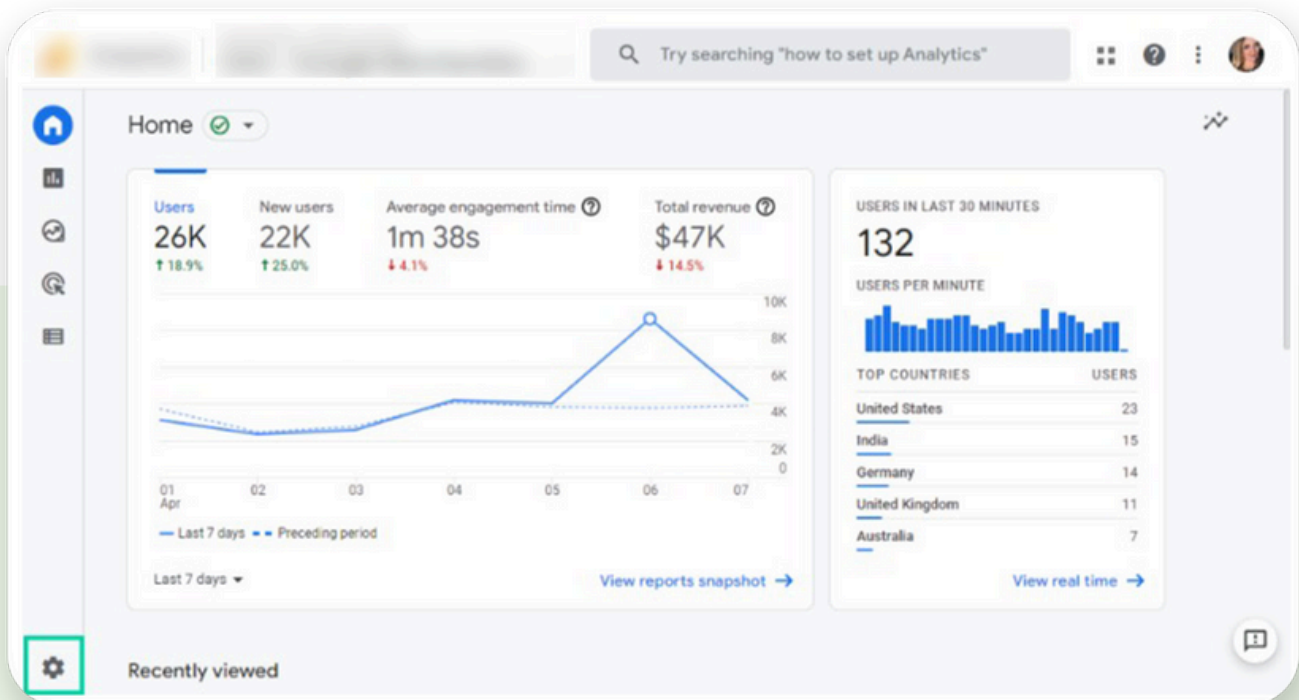 Try searching "how to set up Analytics"
Home
Users New users Average engagement time Total revenue
26K 22K 1m 38s $47K
18.9% 25.0% 4.1% 14.5%
10K
8K
6K
4K
2K
0
01 02 03 04 05 06 07
Apr
Last 7 days Preceding period
Last 7 days View reports snapshot
USERS IN LAST 30 MINUTES
132
USERS PER MINUTE
TOP COUNTRIES USERS
United States 23
India 15
Germany 14
United Kingdom 11
Australia 7
View real time
Recently viewed